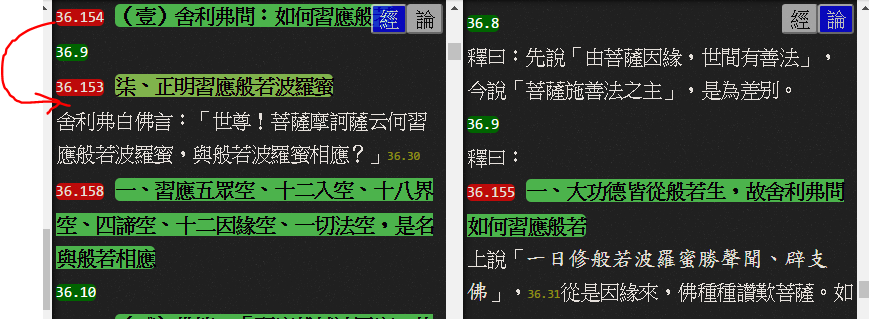 36.154 （壹）舍利弗問：如何習應般
經 論
36.9
36.153 柒、正明習應般若波羅蜜
舍利弗白佛言：「世尊！菩薩摩訶薩云何習
應般若波羅蜜，與般若波羅蜜相應？」36.30
36.158 一、習應五眾空、十二入空、十八界
空、四諦空、十二因緣空、一切法空，是名
與般若相應
36.10
36.8
經 論
釋曰：先說「由菩薩因緣，世間有善法」，
今說「菩薩施善法之主」，是為差別。
36.9
釋曰：
36.155 一、大功德皆從般若生，故舍利弗問
如何習應般若
上說「一日修般若波羅蜜勝聲聞、辟支
佛」，36.31從是因緣來，佛種種讚歎菩薩。如